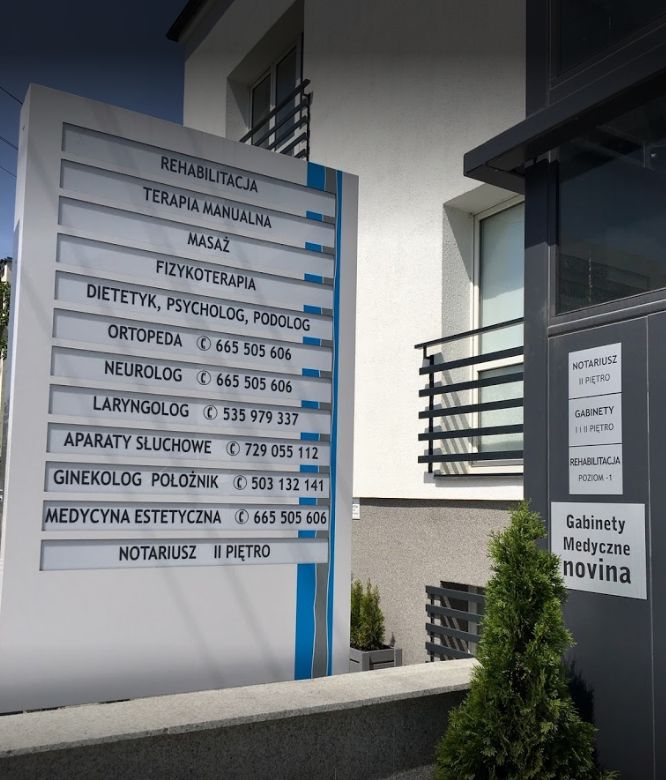 REHABILITACJA
TERAPIA MANUALNA
MASAŻ
FIZYKOTERAPIA
DIETETYK, PSYCHOLOG, PODOLOG
ORTOPEDA ✆ 665 505 606
NEUROLOG ✆ 665 505 606
LARYNGOLOG ✆ 535 979 337
APARATY SŁUCHOWE ✆ 729 055 112
GINEKOLOG POŁOŻNIK ✆ 503 132 141
MEDYCYNA ESTETYCZNA ✆ 665 505 606
NOTARIUSZ II PIĘTRO
NOTARIUSZ
II PIĘTRO
GABINETY
I I II PIĘTRO
REHABILITACJA
POZIOM -1
Gabinety
Medyczne
novina